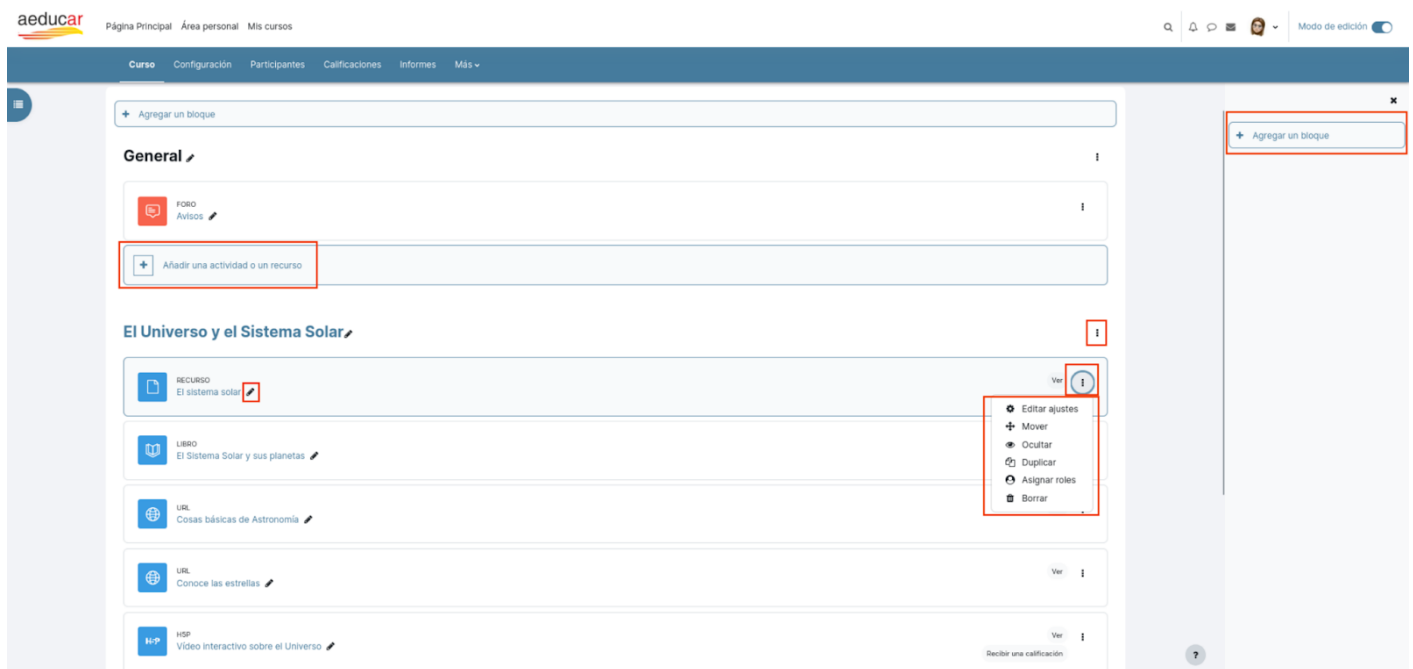 aeducar
Página Principal Área personal Mis cursos
Modo de edición
Curso Configuración Participantes Calificaciones Informes Más
+ Agregar un bloque
+ Agregar un bloque
General
FORO
Avisos
+ Añadir una actividad o un recurso
El Universo y el Sistema Solar
RECURSO
El sistema solar
Ver
Editar ajustes
Mover
Ocultar
Duplicar
Asignar roles
Borrar
LIBRO
El Sistema Solar y sus planetas
URL
Cosas básicas de Astronomía
URL
Conoce las estrellas
Ver
H5P
H5P
Vídeo interactivo sobre el Universo
Ver
Recibir una calificación
?